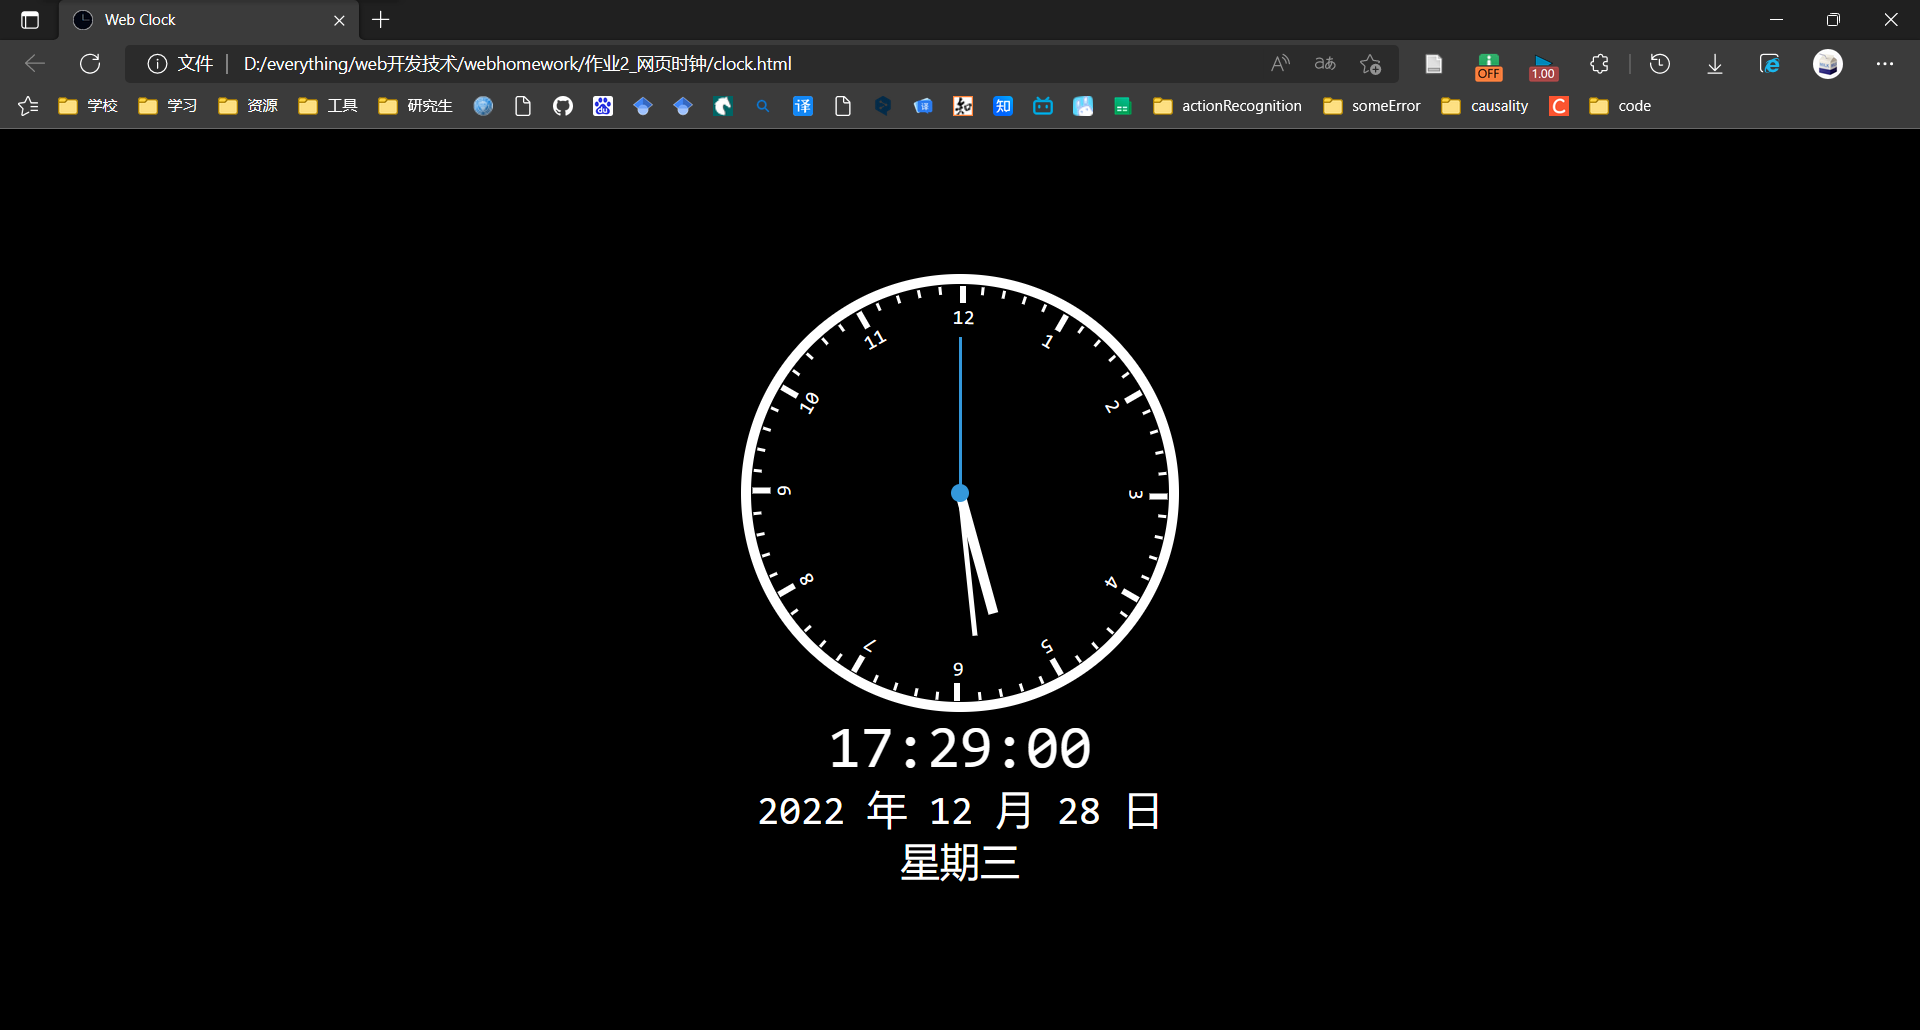 Web Clock
文件 D:/everything/web开发技术/webhomework/作业2_网页时钟/clock.html
aあ OFF 1.00
学校 学习 资源 工具 研究生 译 知 知 actionRecognition someError causality C code
12
11 1
10 2
9 3
8 4
7 5
6
17:29:00
2022 年 12 月 28 日
星期三